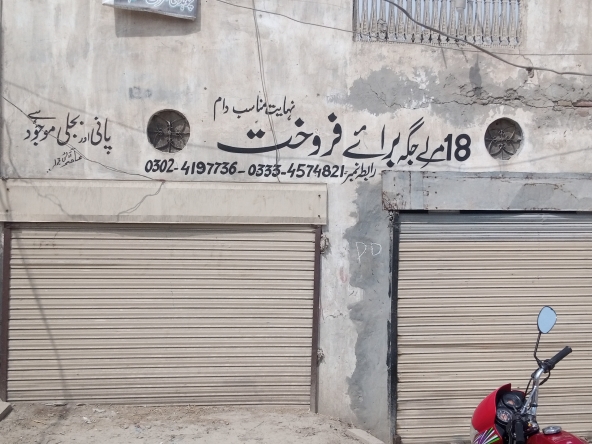 نہایت مناسب دام
18 مرلے جگہ برائے فروخت
پانی اور بجلی موجود ہے
رابطہ نمبر 0333-4574821 - 0302-4197736